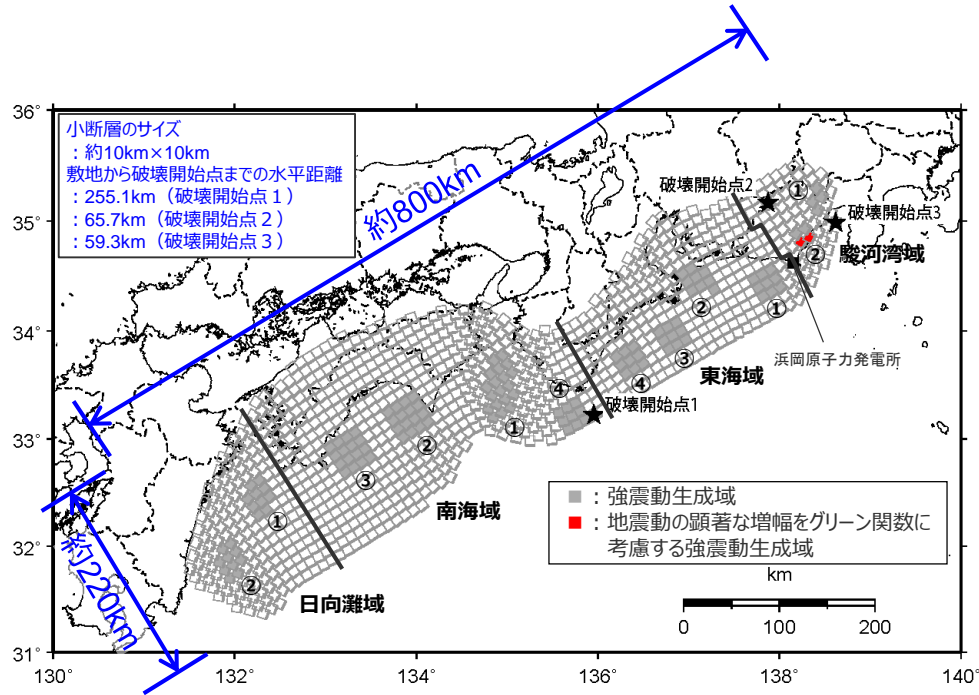 36°
35°
34°
33°
32°
31°
130
132
134
136
138
140
小断層のサイズ
：約10km×10km
敷地から破壊開始点までの水平距離
：255.1km（破壊開始点１）
：65.7km（破壊開始点２）
：59.3km（破壊開始点３）
約800km
約220km
破壊開始点2
①
破壊開始点3
②
駿河湾域
②
①
浜岡原子力発電所
③
④
東海域
④
破壊開始点1
①
②
③
南海域
①
②
日向灘域
：強震動生成域
：地震動の顕著な増幅をグリーン関数に
考慮する強震動生成域
km
0
100
200